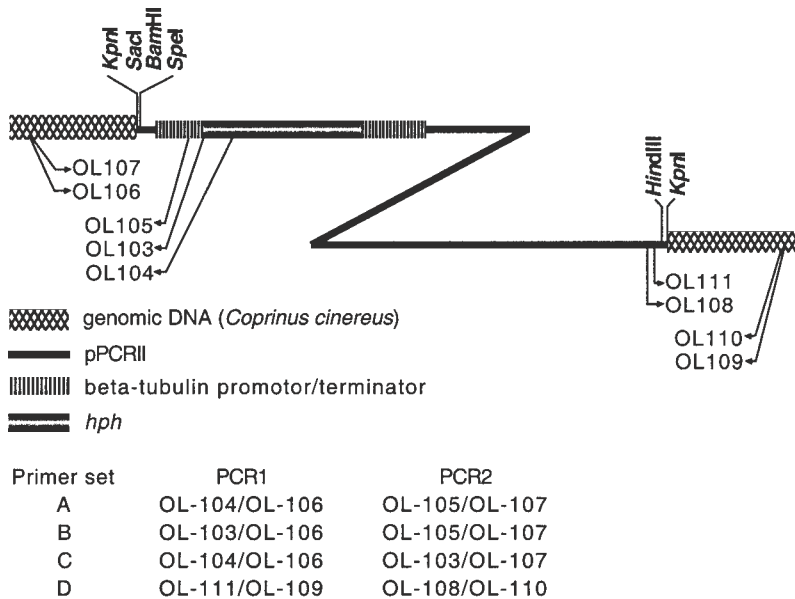 KpnI
SacI
BamHI
SpeI
OL107
OL106
OL105
OL103
OL104
HindIII
KpnI
OL111
OL108
OL110
OL109
genomic DNA (Coprinus cinereus)
pPCRII
beta-tubulin promotor/terminator
hph
Primer set PCR1 PCR2
A OL-104/OL-106 OL-105/OL-107
B OL-103/OL-106 OL-105/OL-107
C OL-104/OL-106 OL-103/OL-107
D OL-111/OL-109 OL-108/OL-110